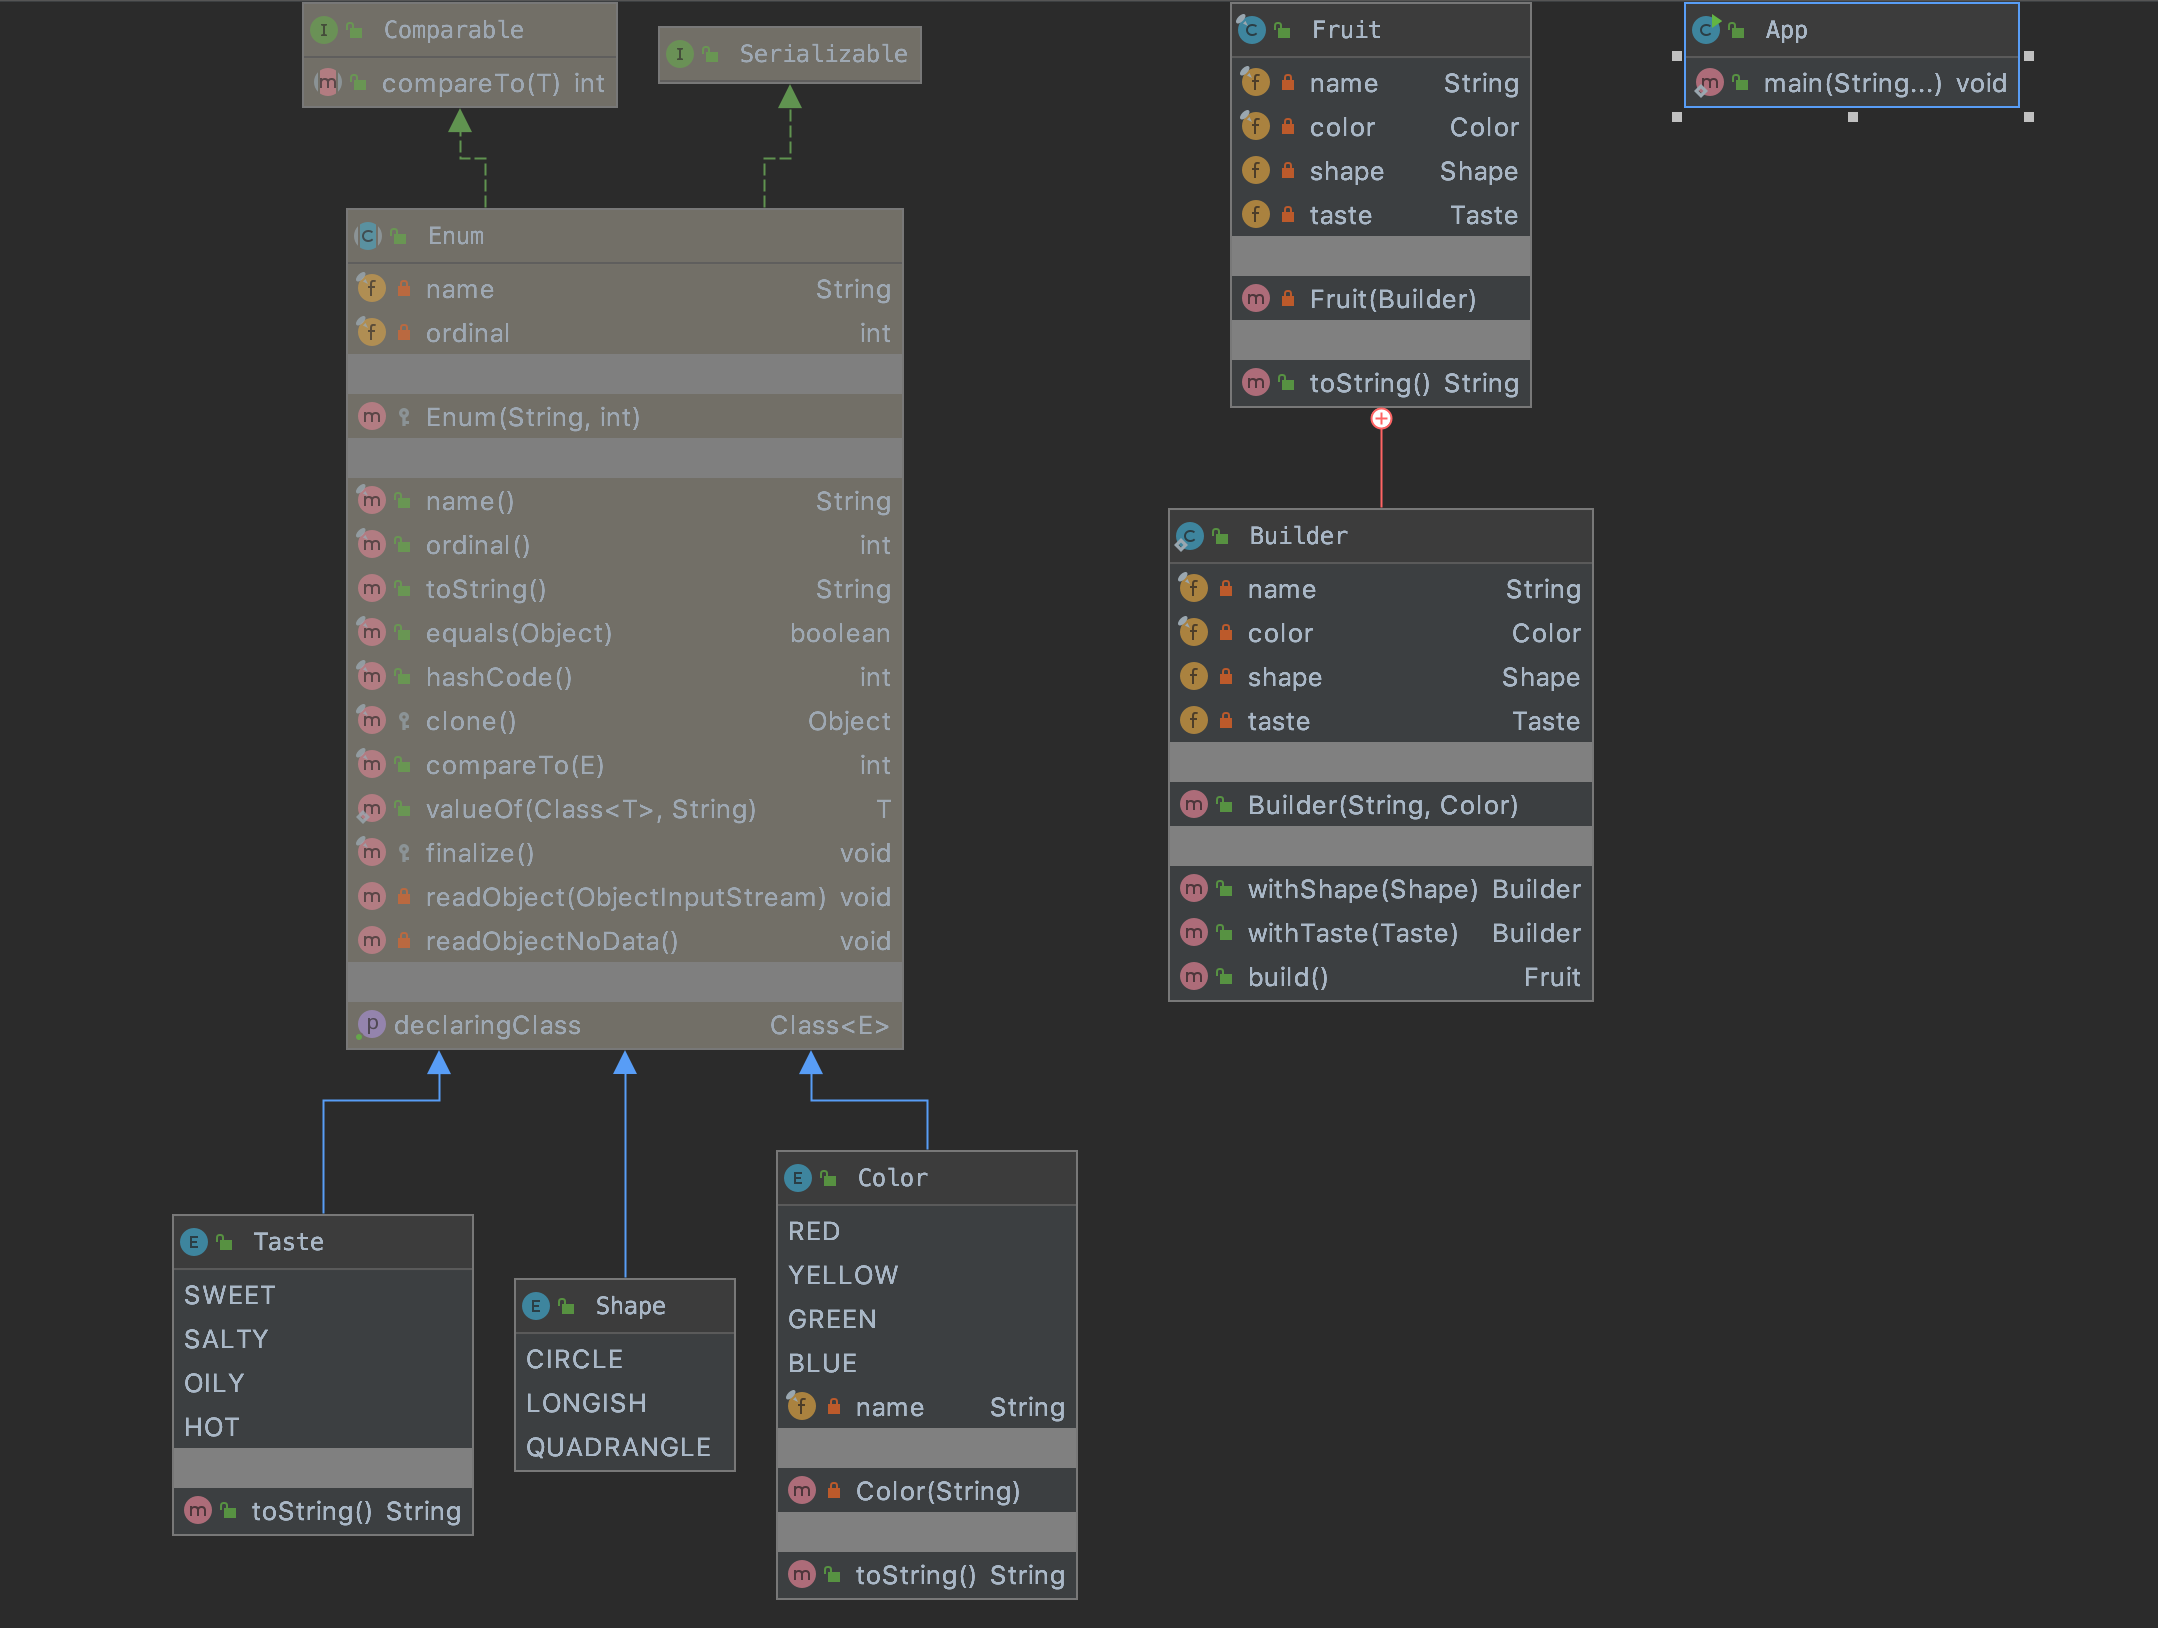 Comparable
compareTo(T) int
Serializable
Enum
name String
ordinal int
Enum(String, int)
name() String
ordinal() int
toString() String
equals(Object) boolean
hashCode() int
clone() Object
compareTo(E) int
valueOf(Class<T>, String) T
finalize() void
readObject(ObjectInputStream) void
readObjectNoData() void
declaringClass Class<E>
Taste
SWEET
SALTY
OILY
HOT
toString() String
Shape
CIRCLE
LONGISH
QUADRANGLE
Color
RED
YELLOW
GREEN
BLUE
name String
Color(String)
toString() String
Fruit
name String
color Color
shape Shape
taste Taste
Fruit(Builder)
toString() String
Builder
name String
color Color
shape Shape
taste Taste
Builder(String, Color)
withShape(Shape) Builder
withTaste(Taste) Builder
build() Fruit
App
main(String...) void